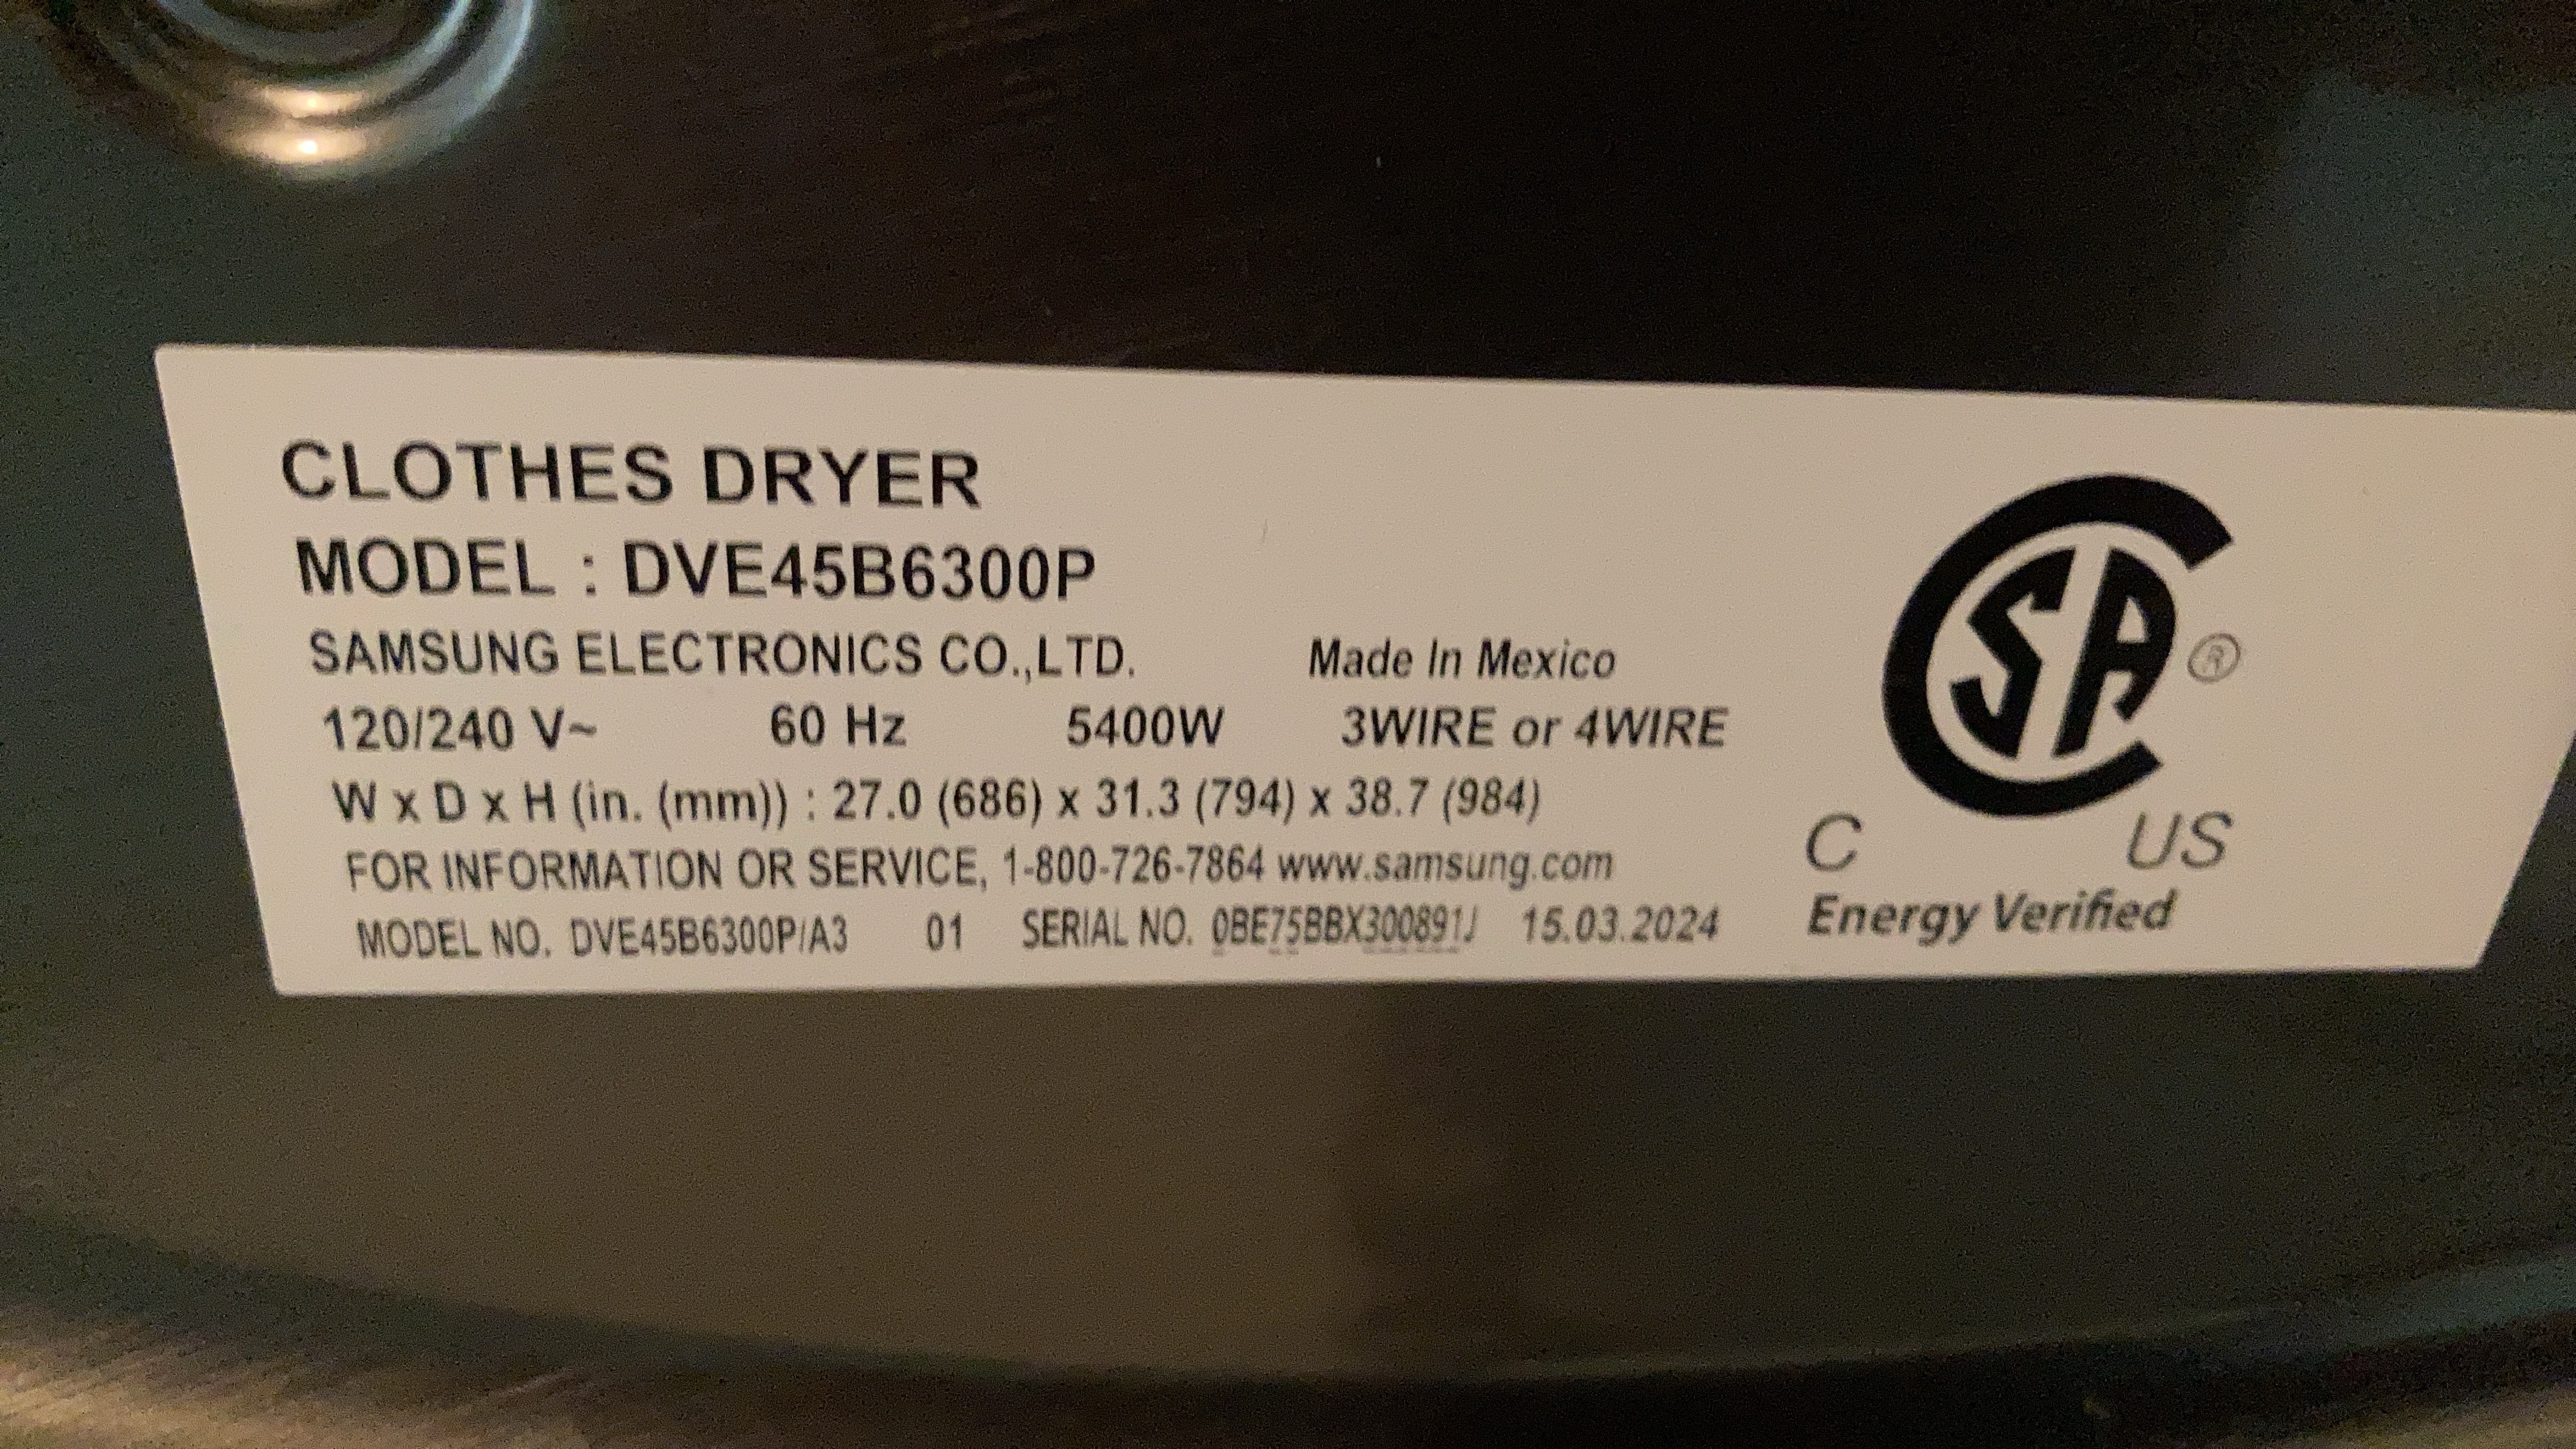 CLOTHES DRYER
MODEL : DVE45B6300P
SAMSUNG ELECTRONICS CO.,LTD. Made In Mexico
120/240 V~ 60 Hz 5400W 3WIRE or 4WIRE
W x D x H (in. (mm)) : 27.0 (686) x 31.3 (794) x 38.7 (984)
FOR INFORMATION OR SERVICE, 1-800-726-7864 www.samsung.com
MODEL NO. DVE45B6300P/A3 01 SERIAL NO. 0BE75BBX300891J 15.03.2024
CSA ®
C US
Energy Verified